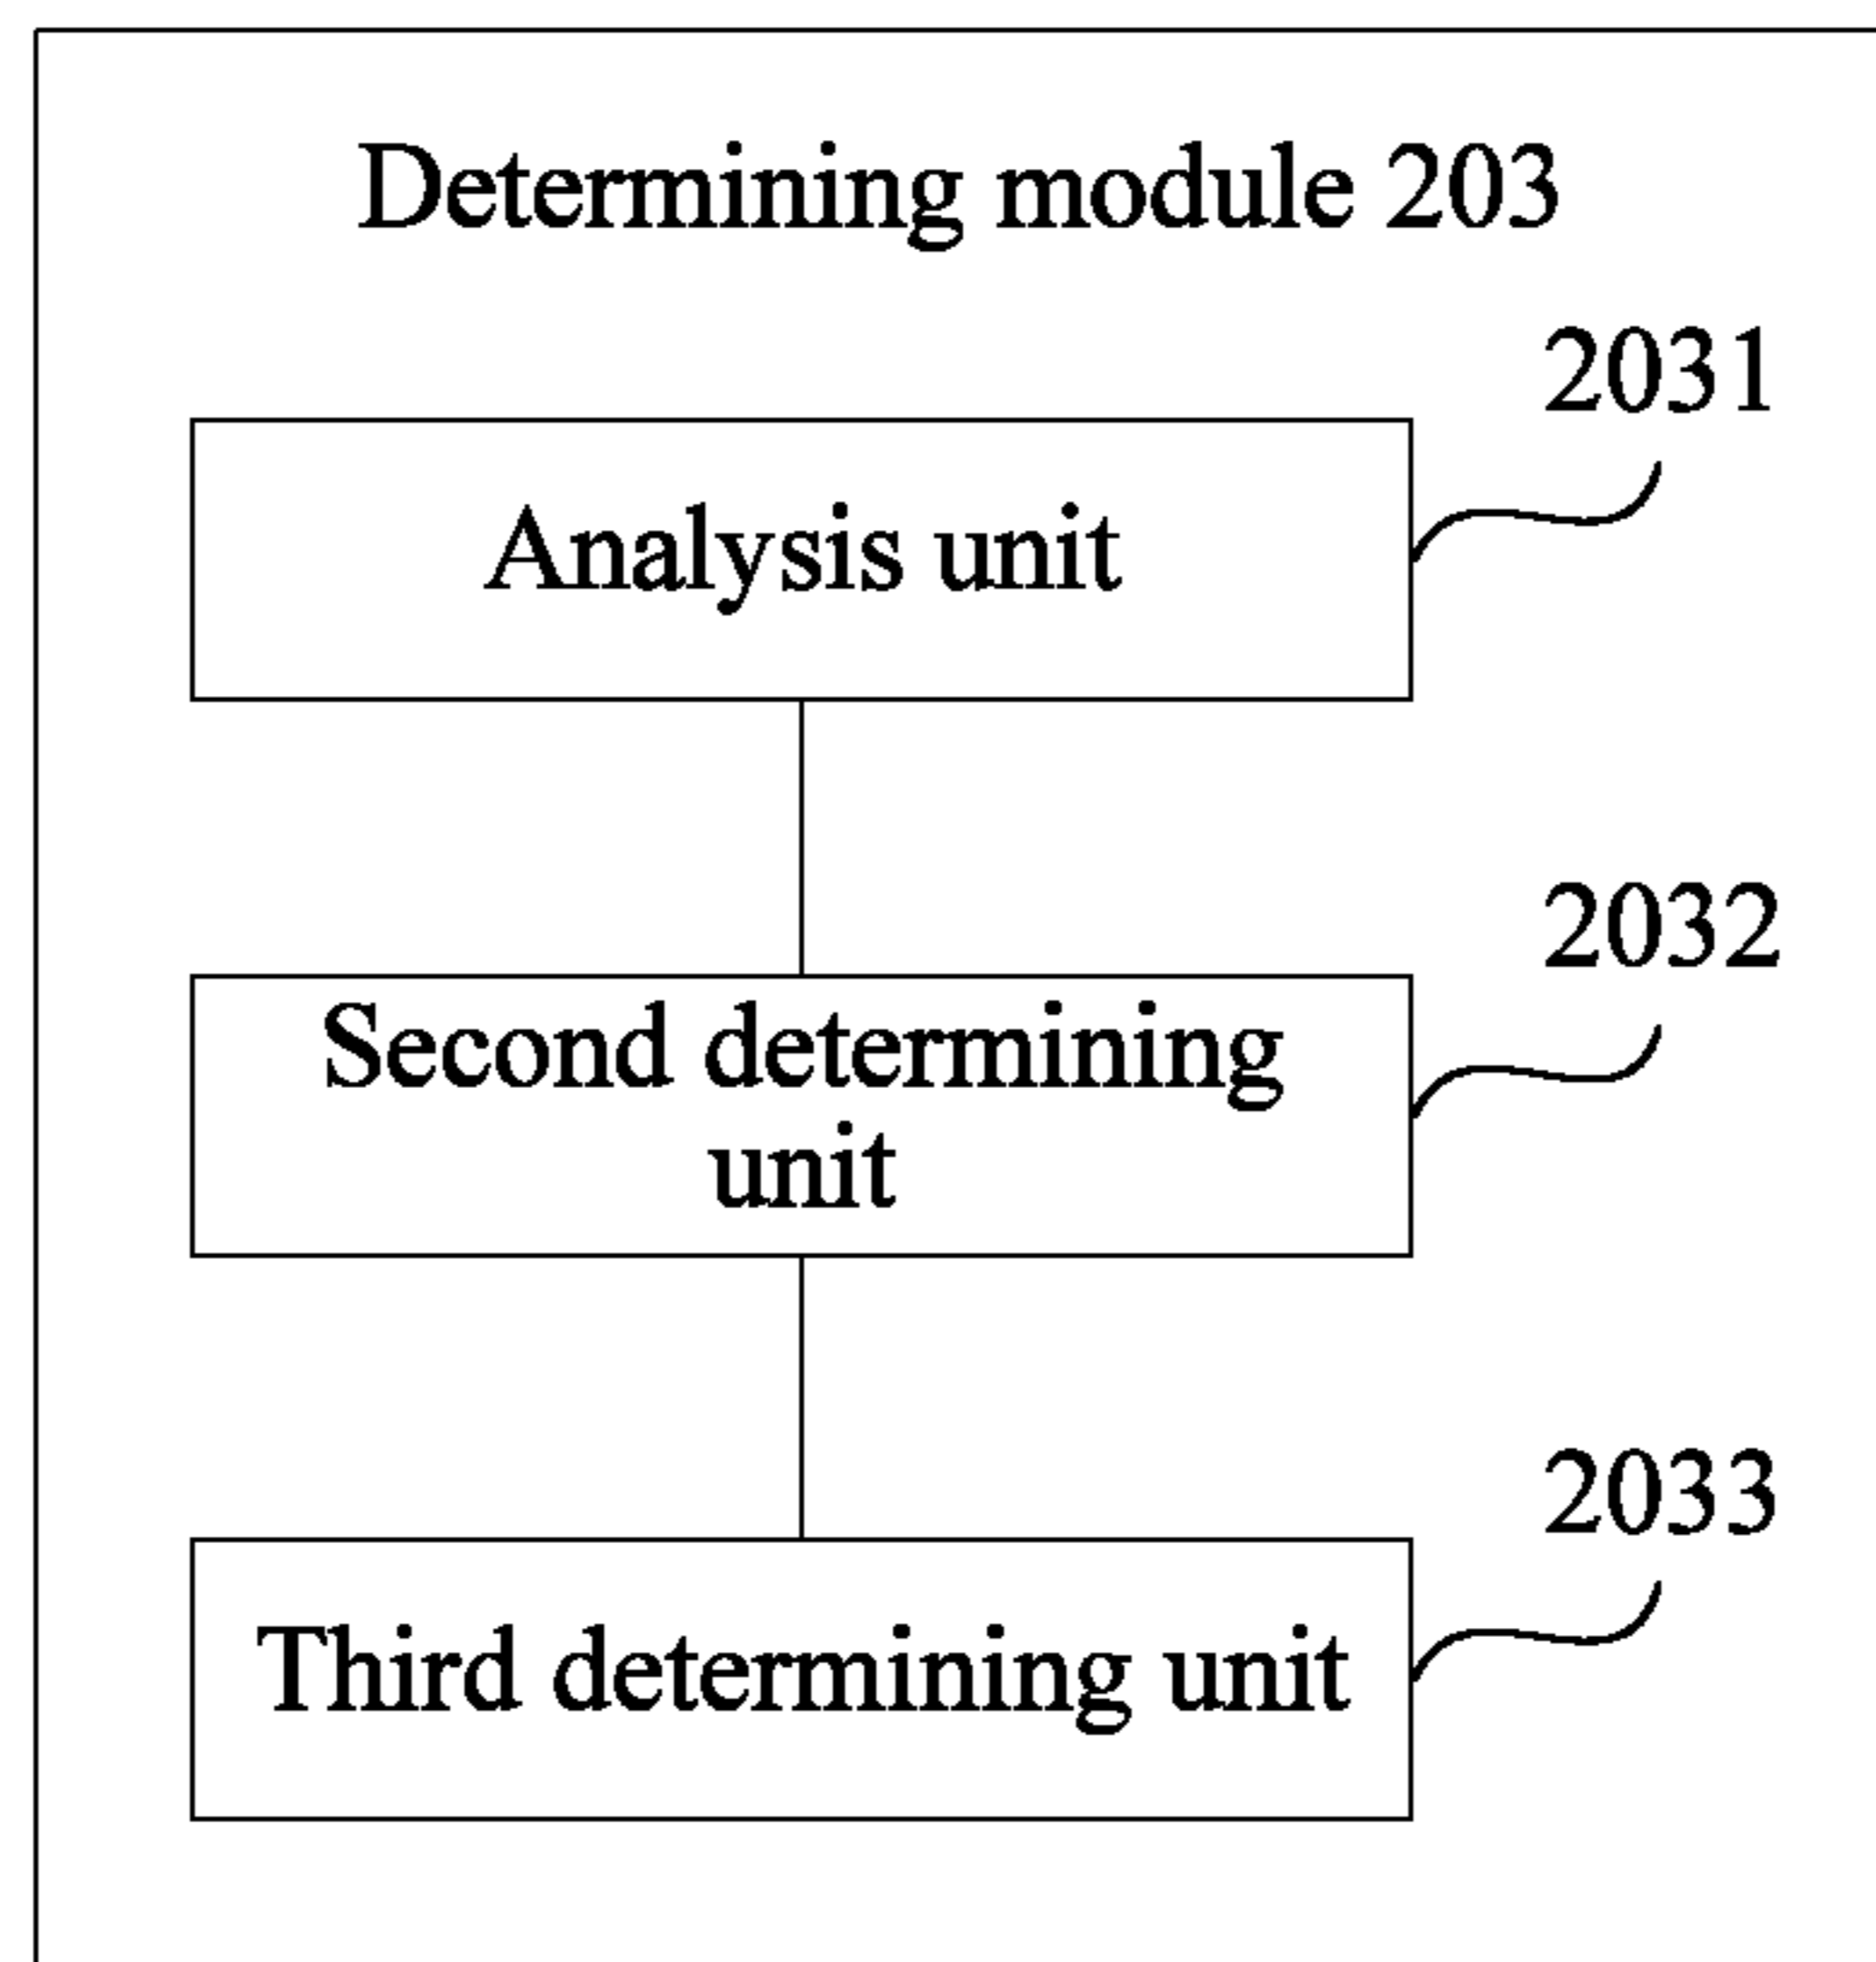 Determining module 203
2031
Analysis unit
2032
Second determining
unit
2033
Third determining unit